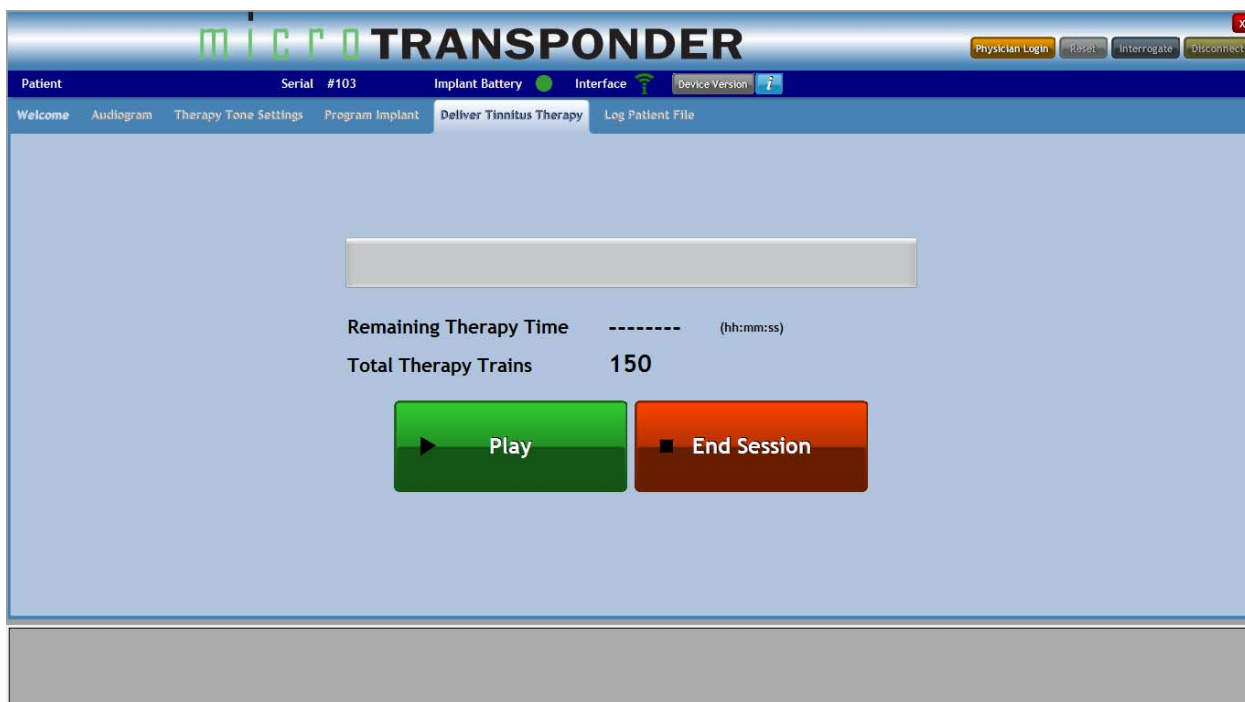 microTRANSPONDER
X
Physician Login Reset Interrogate Disconnect
Patient Serial #103 Implant Battery Interface Device Version i
Welcome Audiogram Therapy Tone Settings Program Implant Deliver Tinnitus Therapy Log Patient File
Remaining Therapy Time -------- (hh:mm:ss)
Total Therapy Trains 150
Play End Session